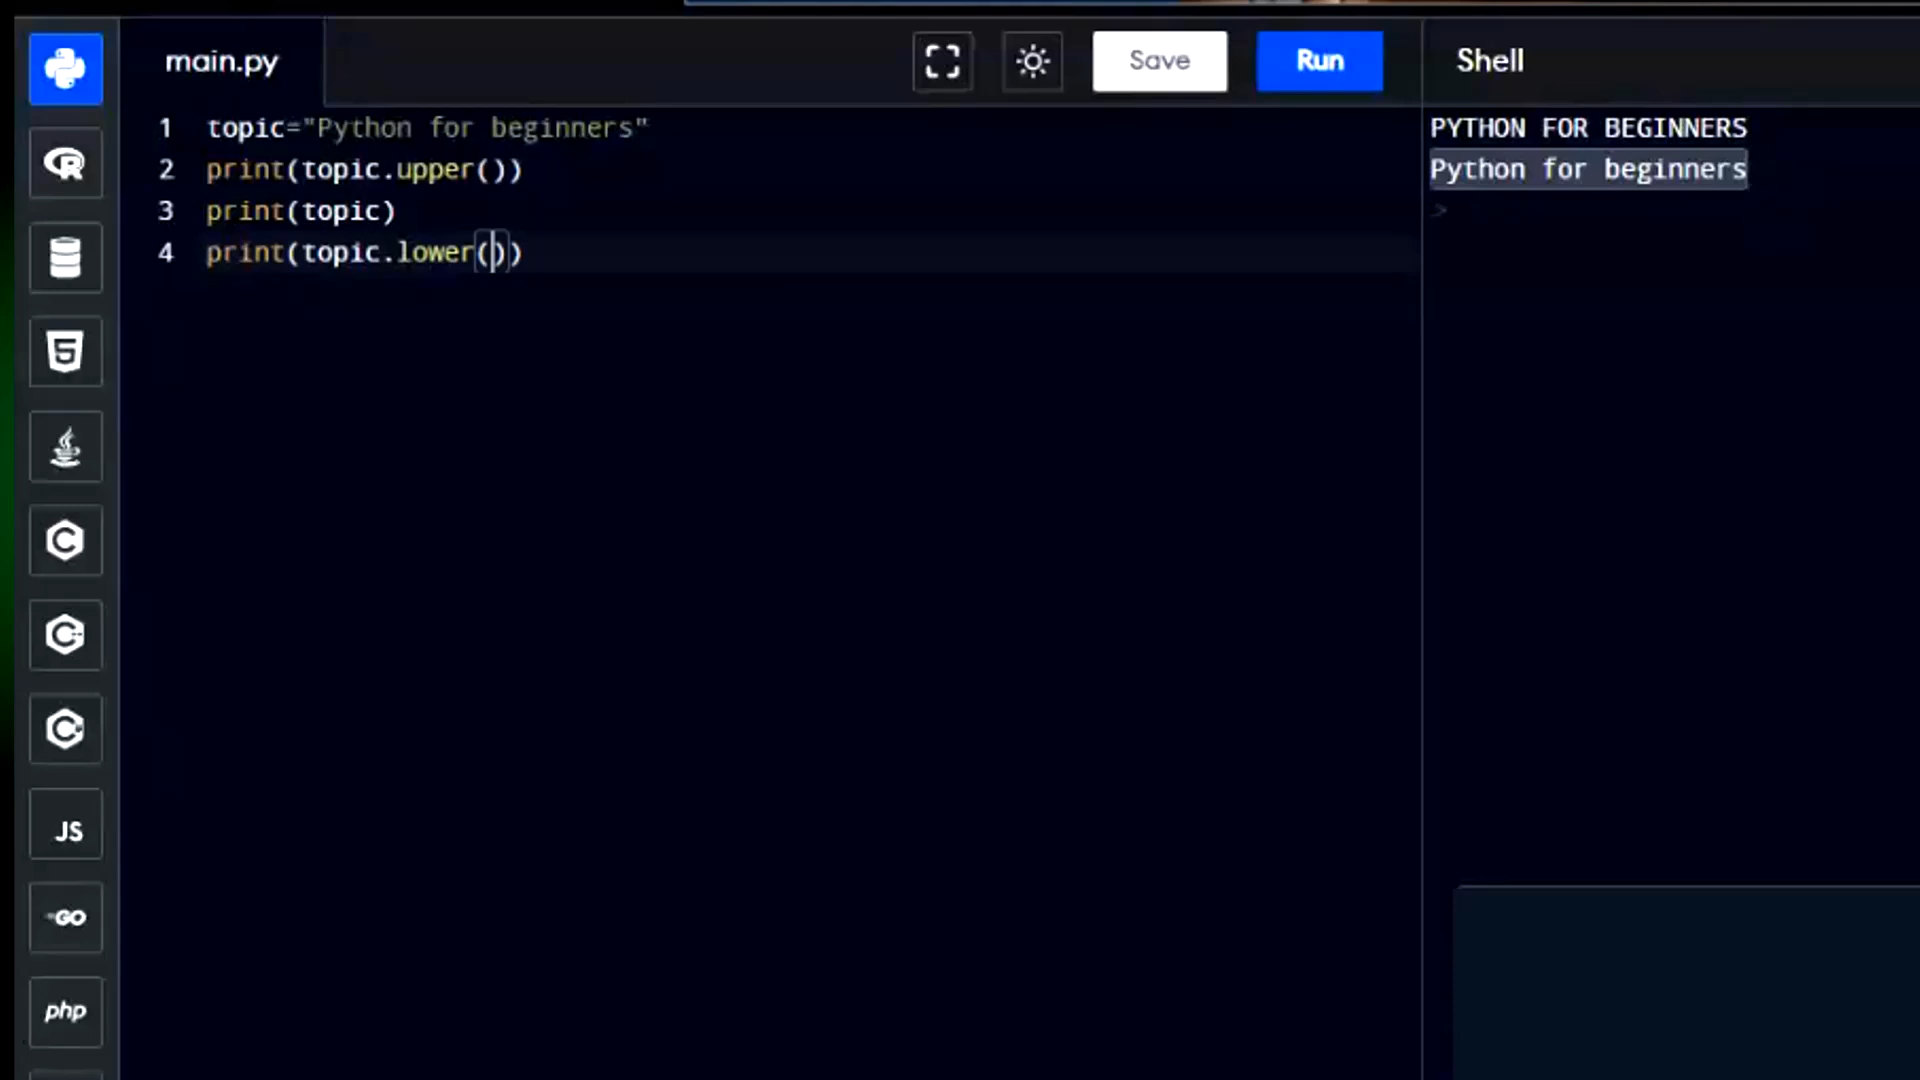 main.py
Save
Run
Shell
1 topic="Python for beginners"
2 print(topic.upper())
3 print(topic)
4 print(topic.lower())
PYTHON FOR BEGINNERS
Python for beginners
>
R
5
C
C
C
JS
GO
php